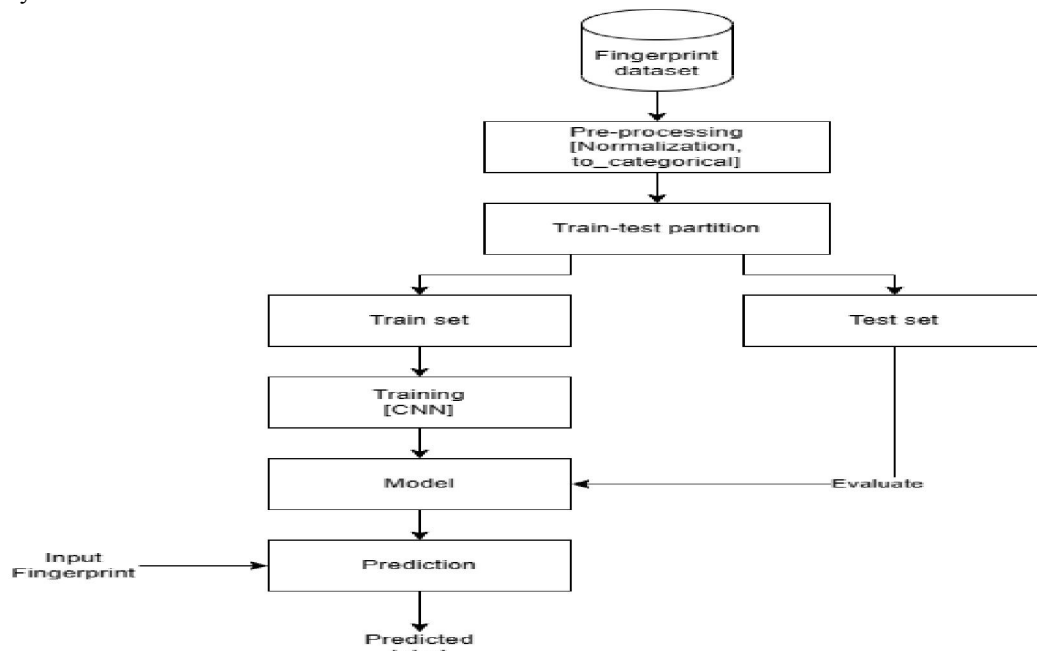 Fingerprint
dataset
Pre-processing
[Normalization,
to_categorical]
Train-test partition
Train set
Test set
Training
[CNN]
Model
Evaluate
Input
Fingerprint
Prediction
Predicted